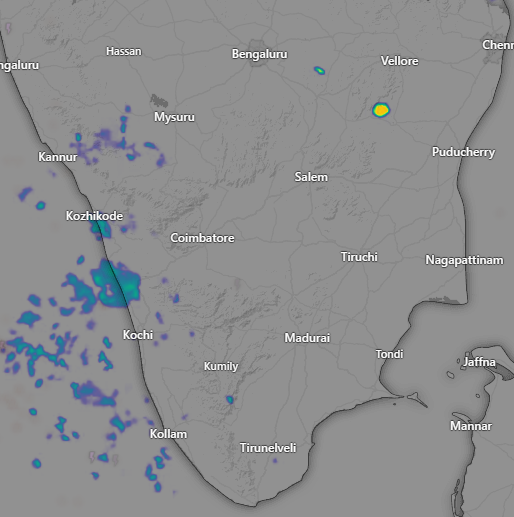 Hassan
Bengaluru
Chenn
ngaluru
Vellore
Mysuru
Kannur
Puducherry
Salem
Kozhikode
Coimbatore
Tiruchi
Nagapattinam
Kochi
Madurai
Tondi
Kumily
Jaffna
Kollam
Mannar
Tirunelveli